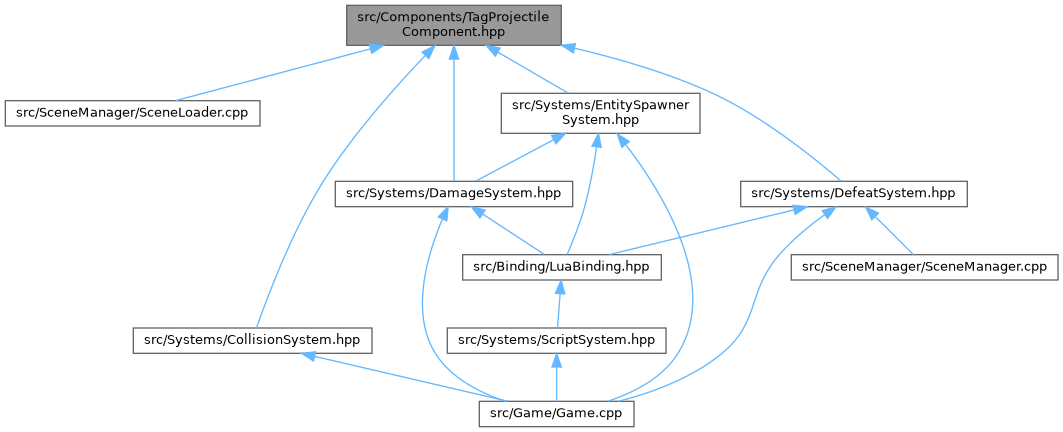 src/Components/TagProjectile
Component.hpp
src/SceneManager/SceneLoader.cpp
src/Systems/EntitySpawner
System.hpp
src/Systems/DamageSystem.hpp
src/Systems/DefeatSystem.hpp
src/Binding/LuaBinding.hpp
src/SceneManager/SceneManager.cpp
src/Systems/CollisionSystem.hpp
src/Systems/ScriptSystem.hpp
src/Game/Game.cpp